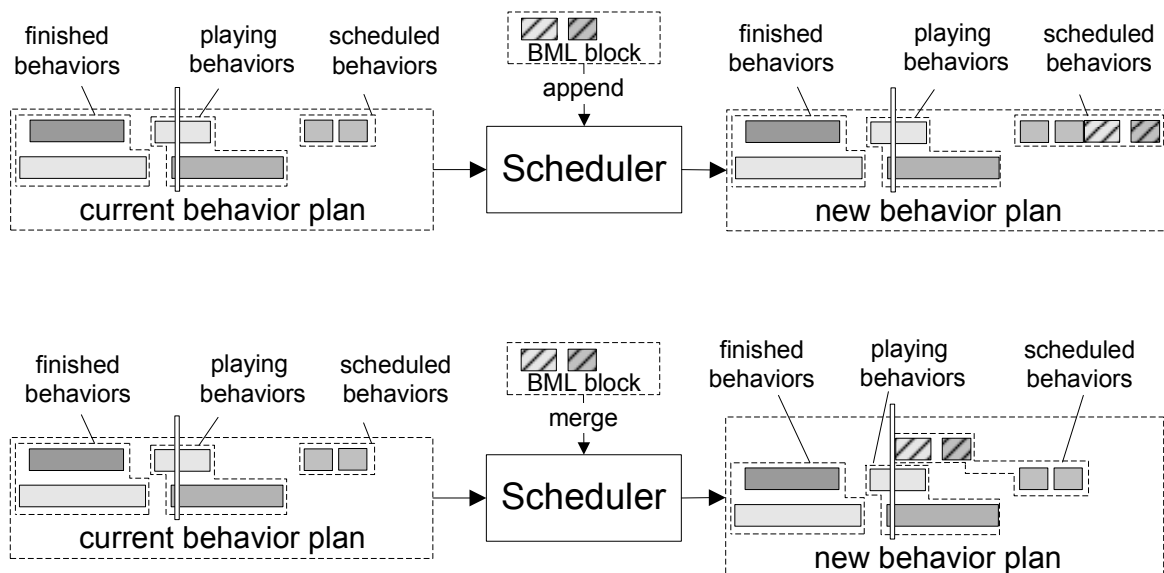 finished
behaviors
playing
behaviors
scheduled
behaviors
current behavior plan
BML block
append
Scheduler
finished
behaviors
playing
behaviors
scheduled
behaviors
new behavior plan
finished
behaviors
playing
behaviors
scheduled
behaviors
current behavior plan
BML block
merge
Scheduler
finished
behaviors
playing
behaviors
scheduled
behaviors
new behavior plan